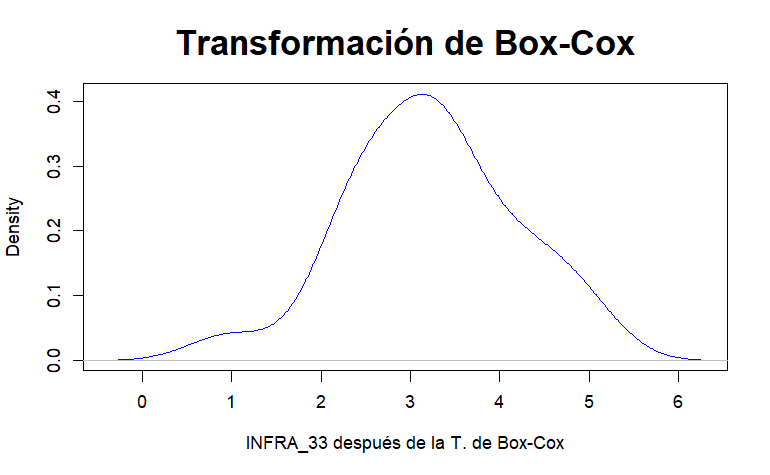 Transformación de Box-Cox
Density
0.4
0.3
0.2
0.1
0.0
0 1 2 3 4 5 6
INFRA_33 después de la T. de Box-Cox